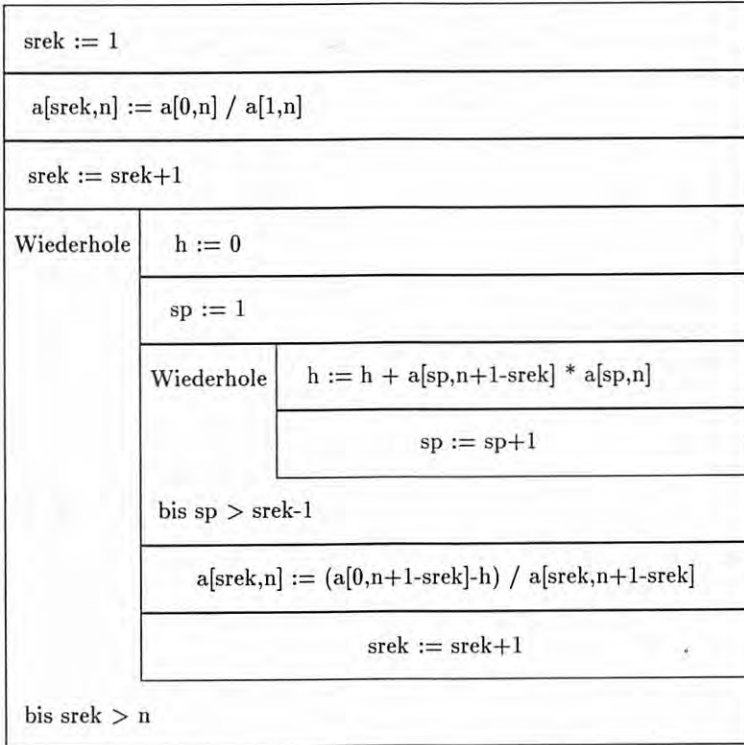 srek := 1
a[srek,n] := a[0,n] / a[1,n]
srek := srek+1
Wiederhole
h := 0
sp := 1
Wiederhole
h := h + a[sp,n+1-srek] * a[sp,n]
sp := sp+1
bis sp > srek-1
a[srek,n] := (a[0,n+1-srek]-h) / a[srek,n+1-srek]
srek := srek+1
bis srek > n